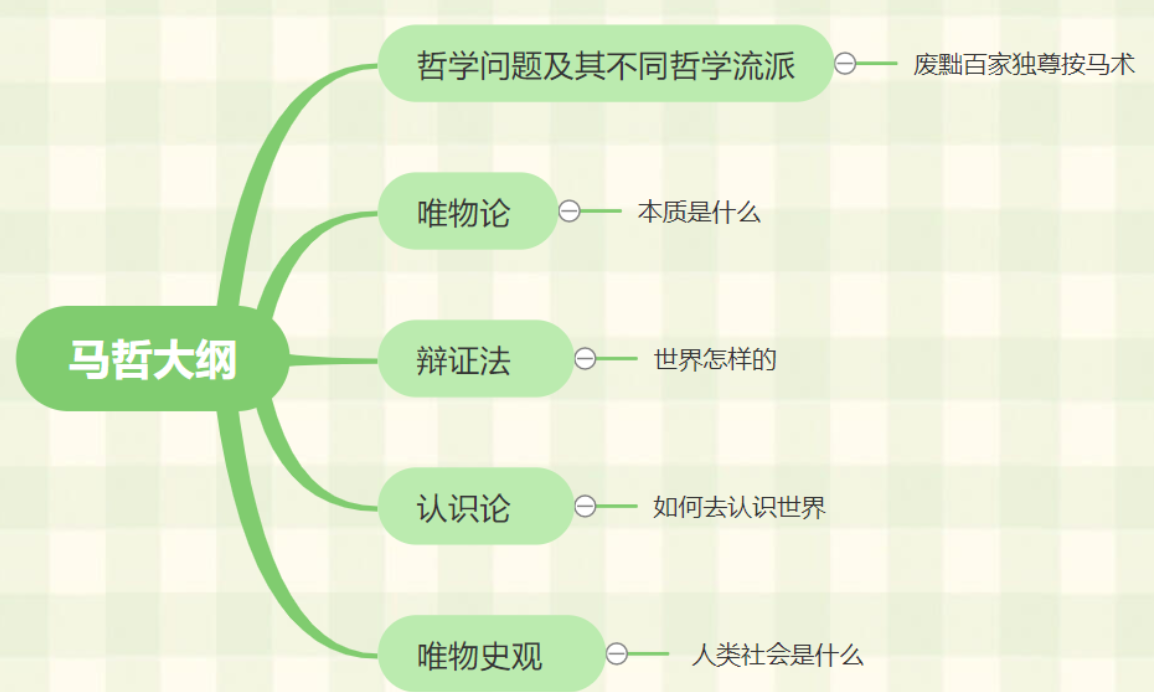 哲学问题及其不同哲学流派
废黜百家独尊按马术
唯物论
本质是什么
马哲大纲
辩证法
世界怎样的
认识论
如何去认识世界
唯物史观
人类社会是什么